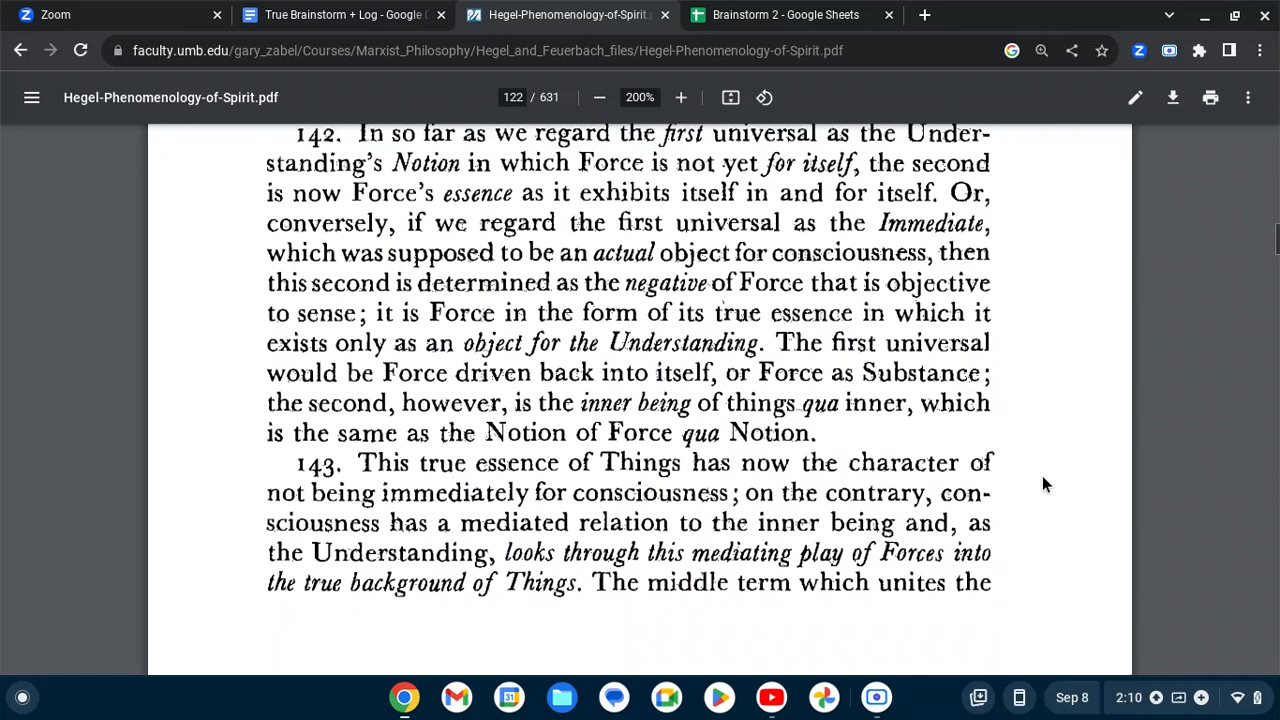 Zoom
True Brainstorm + Log - Google D
Hegel-Phenomenology-of-Spirit.p
Brainstorm 2 - Google Sheets
faculty.umb.edu/gary_zabel/Courses/Marxist_Philosophy/Hegel_and_Feuerbach_files/Hegel-Phenomenology-of-Spirit.pdf
Hegel-Phenomenology-of-Spirit.pdf
122 / 631
200%
142. In so far as we regard the first universal as the Under-
standing's Notion in which Force is not yet for itself, the second
is now Force's essence as it exhibits itself in and for itself. Or,
conversely, if we regard the first universal as the Immediate,
which was supposed to be an actual object for consciousness, then
this second is determined as the negative of Force that is objective
to sense; it is Force in the form of its true essence in which it
exists only as an object for the Understanding. The first universal
would be Force driven back into itself, or Force as Substance;
the second, however, is the inner being of things qua inner, which
is the same as the Notion of Force qua Notion.
143. This true essence of Things has now the character of
not being immediately for consciousness; on the contrary, con-
sciousness has a mediated relation to the inner being and, as
the Understanding, looks through this mediating play of Forces into
the true background of Things. The middle term which unites the
31
Sep 8
2:10